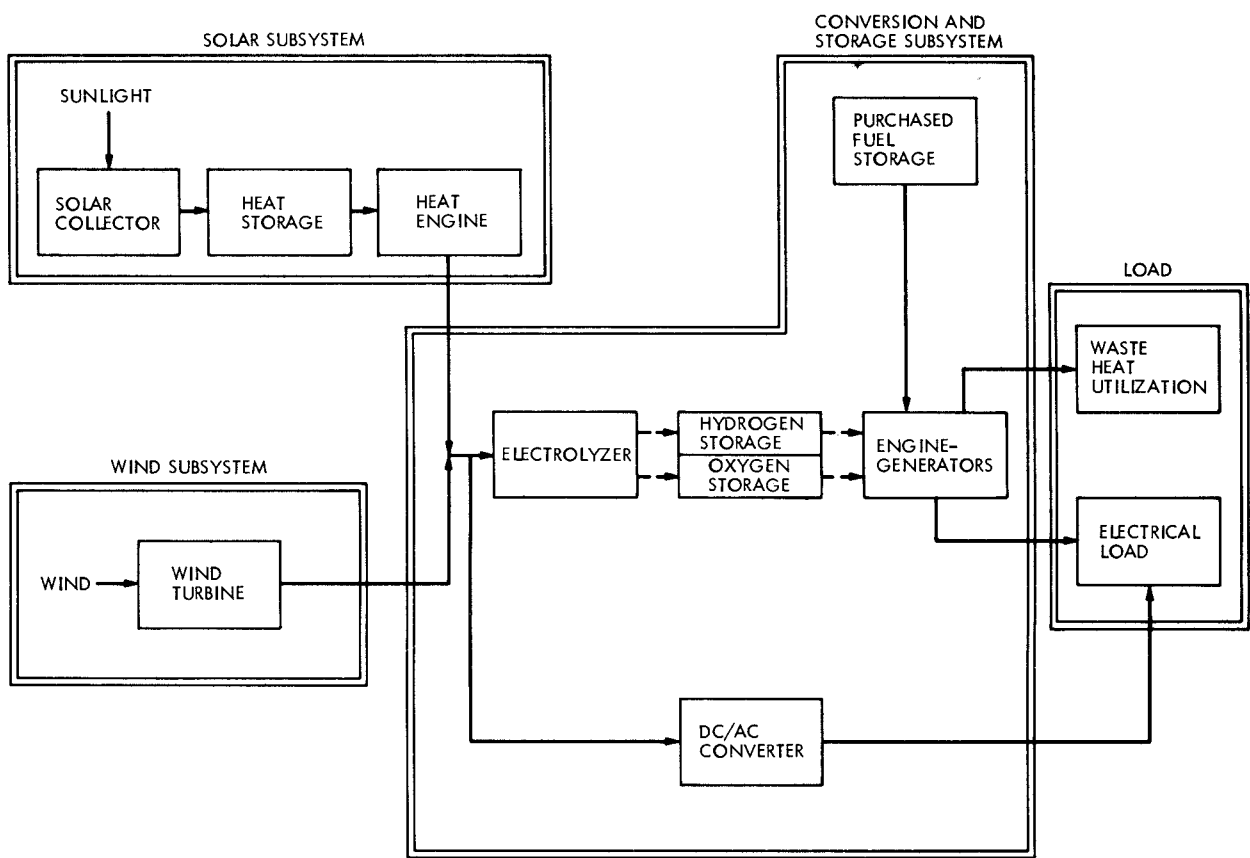 SOLAR SUBSYSTEM
CONVERSION AND
STORAGE SUBSYSTEM
SUNLIGHT
PURCHASED
FUEL
STORAGE
SOLAR
COLLECTOR
HEAT
STORAGE
HEAT
ENGINE
LOAD
WASTE
HEAT
UTILIZATION
HYDROGEN
STORAGE
ELECTROLYZER
OXYGEN
STORAGE
ENGINE-
GENERATORS
WIND SUBSYSTEM
ELECTRICAL
LOAD
WIND
WIND
TURBINE
DC/AC
CONVERTER